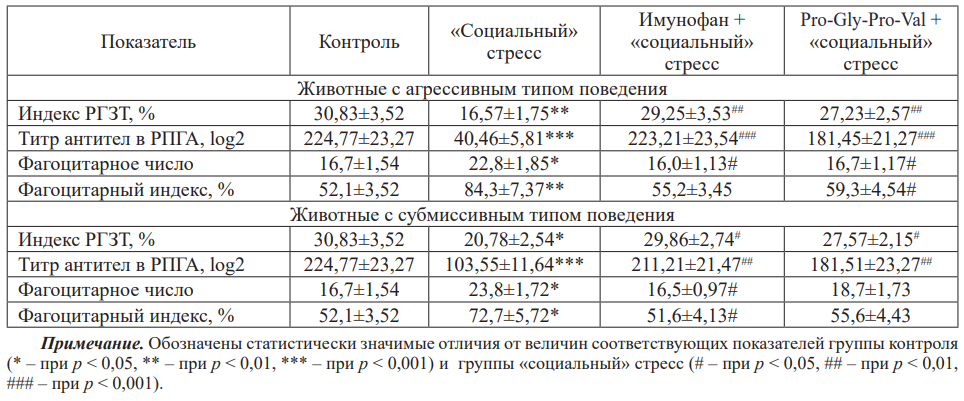 Показатель Контроль «Социальный» стресс Имунофан + «социальный» стресс Pro-Gly-Pro-Val + «социальный» стресс
Животные с агрессивным типом поведения
Индекс РГЗТ, % 30,83±3,52 16,57±1,75** 29,25±3,53## 27,23±2,57##
Титр антител в РПГА, log2 224,77±23,27 40,46±5,81*** 223,21±23,54### 181,45±21,27###
Фагоцитарное число 16,7±1,54 22,8±1,85* 16,0±1,13# 16,7±1,17#
Фагоцитарный индекс, % 52,1±3,52 84,3±7,37** 55,2±3,45 59,3±4,54#
Животные с субмиссивным типом поведения
Индекс РГЗТ, % 30,83±3,52 20,78±2,54* 29,86±2,74# 27,57±2,15#
Титр антител в РПГА, log2 224,77±23,27 103,55±11,64*** 211,21±21,47## 181,51±23,27##
Фагоцитарное число 16,7±1,54 23,8±1,72* 16,5±0,97# 18,7±1,73
Фагоцитарный индекс, % 52,1±3,52 72,7±5,72* 51,6±4,13# 55,6±4,43
Примечание. Обозначены статистически значимые отличия от величин соответствующих показателей группы контроля
(* – при p < 0,05, ** – при p < 0,01, *** – при p < 0,001) и группы «социальный» стресс (# – при p < 0,05, ## – при p < 0,01,
### – при p < 0,001).